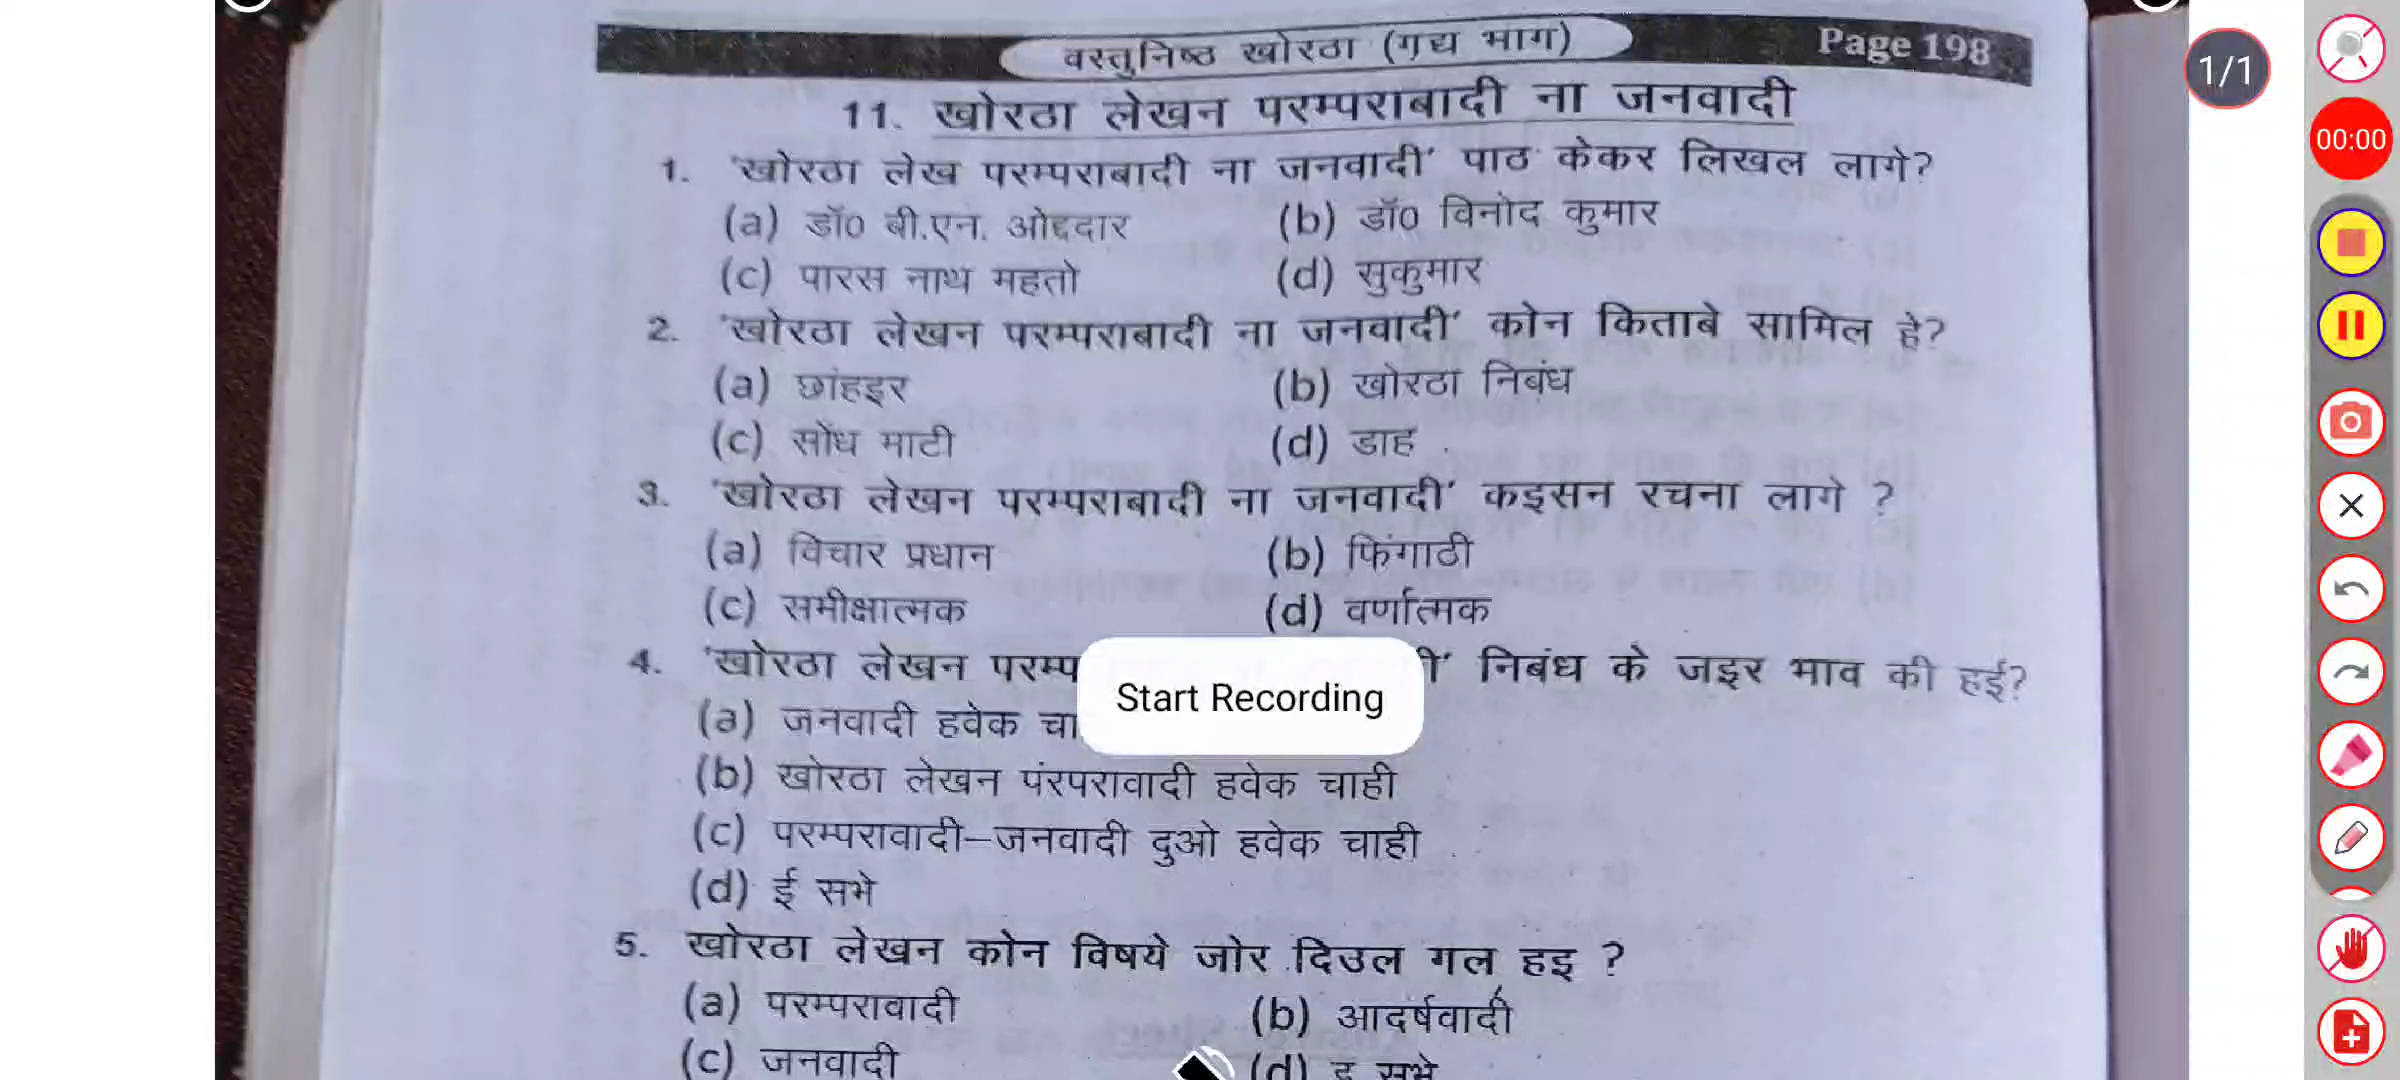 वस्तुनिष्ठ खोरठा (गद्य भाग) Page 198
1/1
00:00
11. खोरठा लेखन परम्पराबादी ना जनवादी
1. 'खोरठा लेख परम्पराबादी ना जनवादी' पाठ केकर लिखल लागे?
(a) डॉ० बी.एन. ओहदार (b) डॉ० विनोद कुमार
(c) पारस नाथ महतो (d) सुकुमार
2. 'खोरठा लेखन परम्पराबादी ना जनवादी' कोन किताबे सामिल हे?
(a) छांहइर (b) खोरठा निबंध
(c) सोंध माटी (d) डाह
3. 'खोरठा लेखन परम्पराबादी ना जनवादी' कइसन रचना लागे ?
(a) विचार प्रधान (b) फिंगाठी
(c) समीक्षात्मक (d) वर्णात्मक
4. 'खोरठा लेखन परम्प निबंध के जइर भाव की हई?
(a) जनवादी हवेक चा
Start Recording
(b) खोरठा लेखन पंरपरावादी हवेक चाही
(c) परम्परावादी–जनवादी दुओ हवेक चाही
(d) ई सभे
5. खोरठा लेखन कोन विषये जोर दिउल गल हइ ?
(a) परम्परावादी (b) आदर्षवादी
(c) जनवादी (d) इ सभे